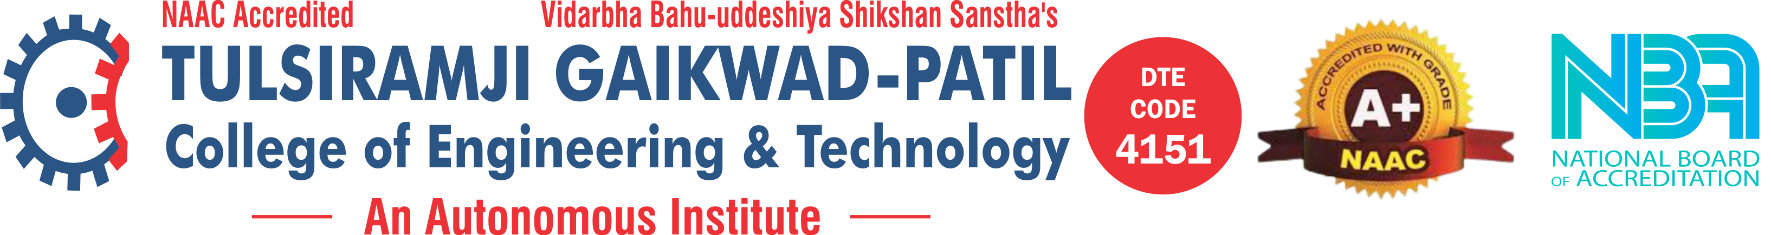 NAAC Accredited Vidarbha Bahu-uddeshiya Shikshan Sanstha's
TULSIRAMJI GAIKWAD-PATIL
College of Engineering & Technology
An Autonomous Institute
DTE
CODE
4151
ACCREDITED WITH GRADE
A+
NAAC
NBA
NATIONAL BOARD
OF ACCREDITATION